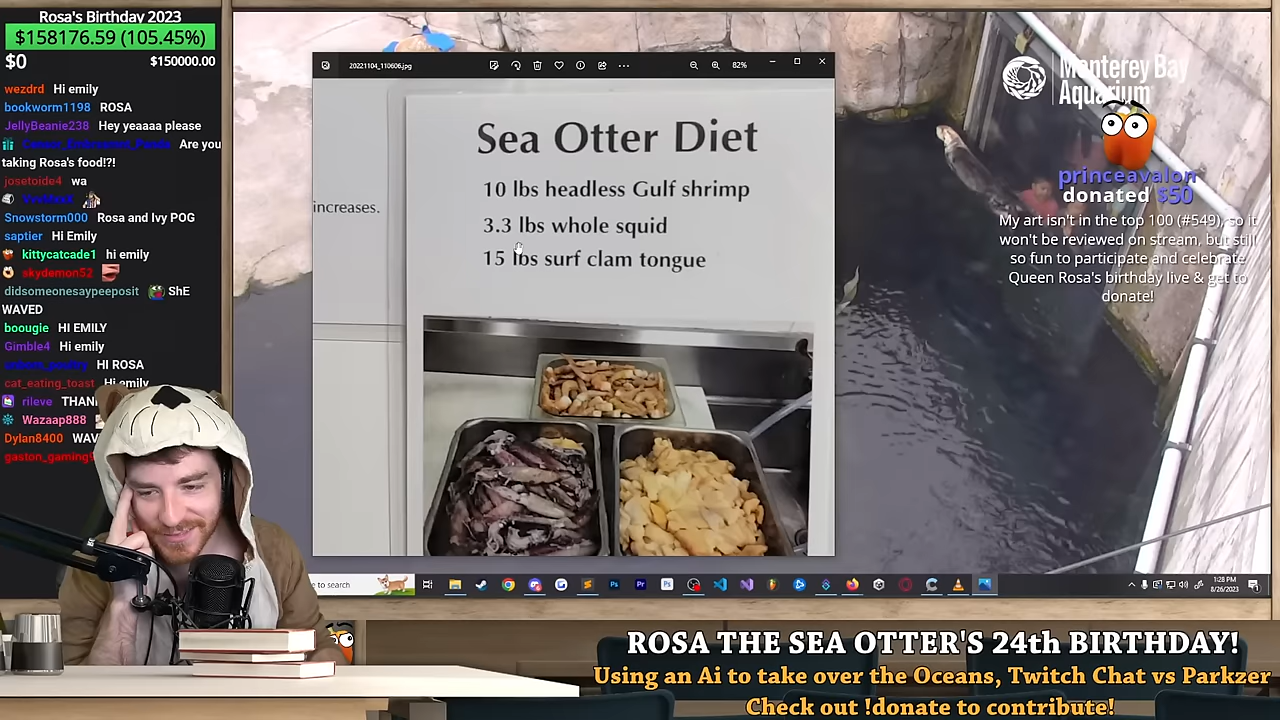 Rosa's Birthday 2023
$158176.59 (105.45%)
$0
$150000.00
wezdrd Hi emily
bookworm1198 ROSA
JellyBeanie238 Hey yeaaaa please
Are you
taking Rosa's food!?!
josetoide4 wa
Snowstorm000 Rosa and Ivy POG
saptier Hi Emily
kittycatcade1 hi emily
skydemon52
didsomeonesaypeeposit ShE
WAVED
boougie HI EMILY
Gimble4 Hi emily
HI ROSA
cat_eating_toast Hi emily
rileve THAN
Wazaap888
Dylan8400 WAV
gaston_gaming9
20221104_110606.jpg
82%
increases.
Sea Otter Diet
10 lbs headless Gulf shrimp
3.3 lbs whole squid
15 lbs surf clam tongue
Monterey Bay
Aquarium
princeavalon
donated $50
My art isn't in the top 100 (#549), so it
won't be reviewed on stream, but still
so fun to participate and celebrate
Queen Rosa's birthday live & get to
donate!
e to search
1:28 PM
8/26/2023
ROSA THE SEA OTTER'S 24th BIRTHDAY!
Using an Ai to take over the Oceans, Twitch Chat vs Parkzer
Check out !donate to contribute!